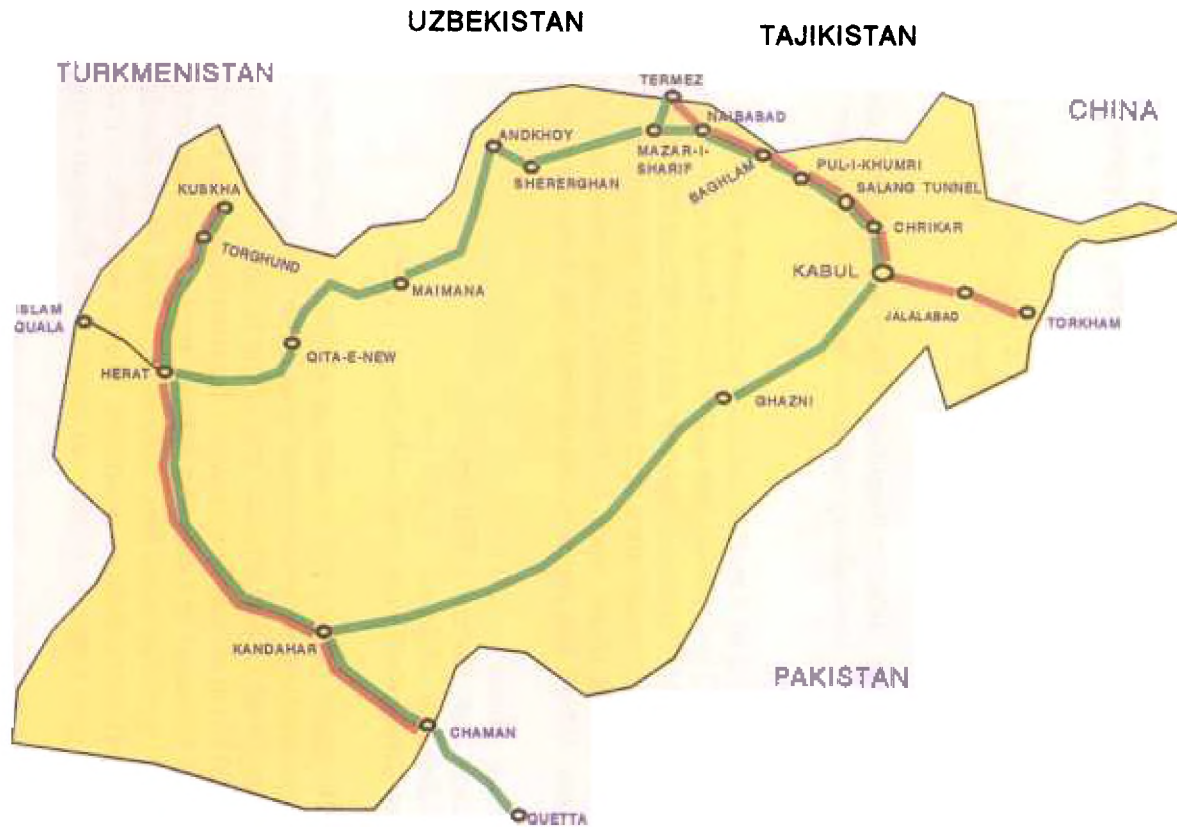 UZBEKISTAN
TAJIKISTAN
TURKMENISTAN
TERMEZ
CHINA
NAIBABAD
ANDKHOY
MAZAR-I-
SHARIF
SHERERGHAN
BAGHLAM
PUL-I-KHUMRI
SALANG TUNNEL
KUSKHA
CHRIKAR
TORGHUND
KABUL
MAIMANA
ISLAM
QUALA
JALALABAD
TORKHAM
QITA-E-NEW
HERAT
GHAZNI
KANDAHAR
PAKISTAN
CHAMAN
QUETTA